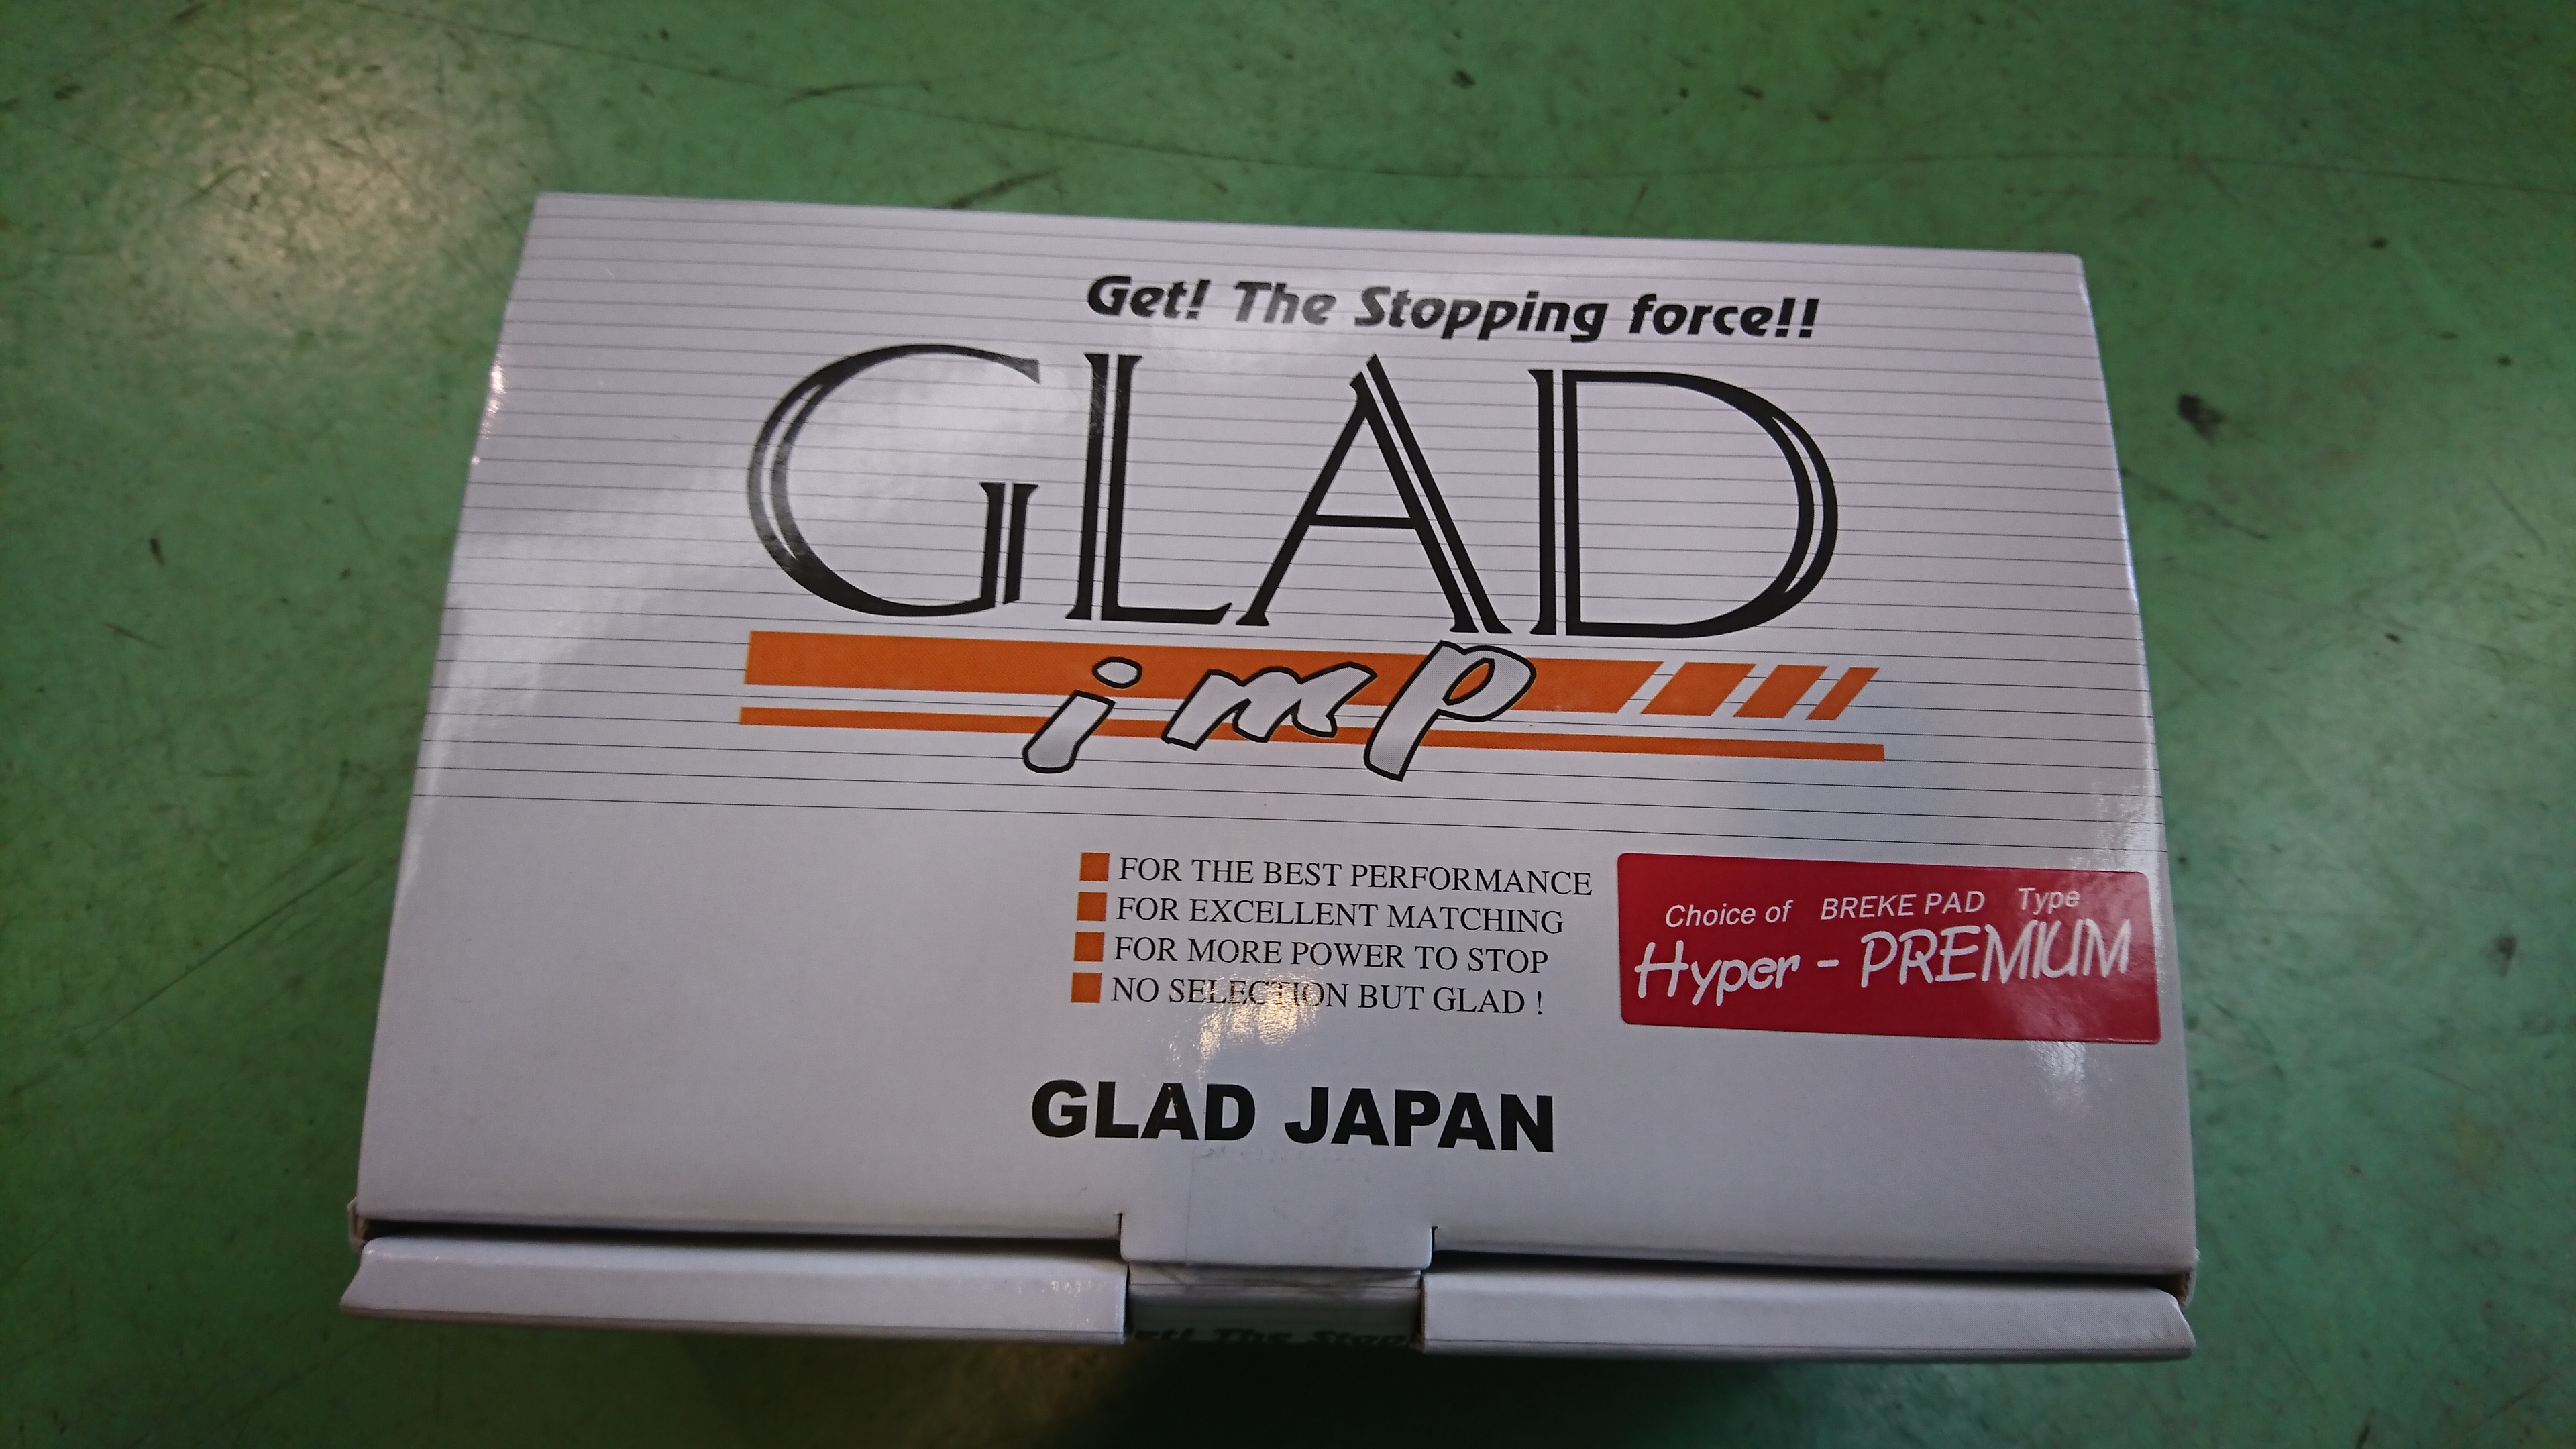 Get! The Stopping force!!
GLAD
imp
FOR THE BEST PERFORMANCE
FOR EXCELLENT MATCHING
FOR MORE POWER TO STOP
NO SELECTION BUT GLAD !
Choice of BREKE PAD Type
Hyper - PREMIUM
GLAD JAPAN
The